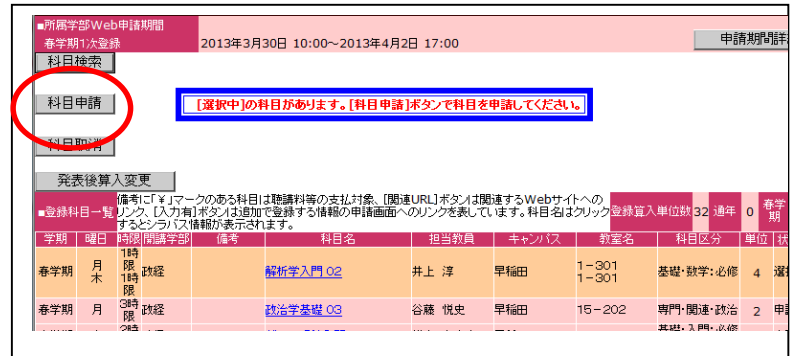 ■所属学部Web申請期間
春学期1次登録 2013年3月30日 10:00～2013年4月2日 17:00 申請期間詳
科目検索
科目申請 [選択中]の科目があります。[科目申請]ボタンで科目を申請してください。
科目取消
発表後算入変更
■登録科目一覧 備考に「￥」マークのある科目は聴講料等の支払対象、[関連URL]ボタンは関連するWebサイトへの
リンク、[入力有]ボタンは追加で登録する情報の申請画面へのリンクを表しています。科目名はクリック
するとシラバス情報が表示されます。
登録算入単位数 32 通年 0 春学期
学期 曜日 時限 開講学部 備考 科目名 担当教員 キャンパス 教室名 科目区分 単位 状
春学期 月 1時限 政経 解析学入門 02 井上 淳 早稲田 1－301 基礎・数学：必修 4 選
木 1時限 1－301
春学期 月 3時限 政経 政治学基礎 03 谷藤 悦史 早稲田 15－202 専門・関連・政治 2 申